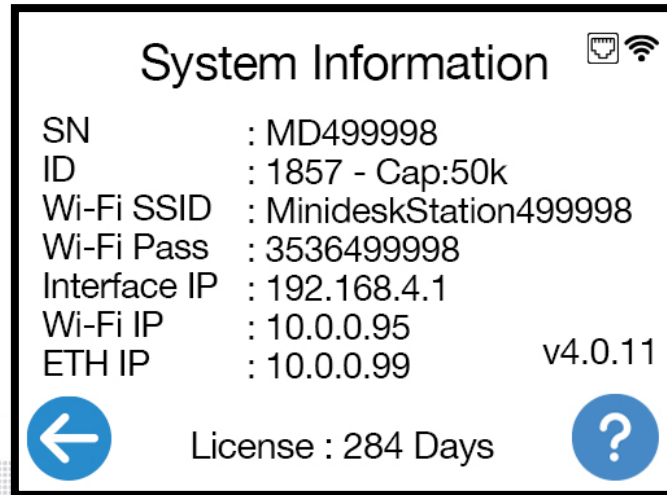 System Information
SN : MD499998
ID : 1857 - Cap:50k
Wi-Fi SSID : MinideskStation499998
Wi-Fi Pass : 3536499998
Interface IP : 192.168.4.1
Wi-Fi IP : 10.0.0.95
ETH IP : 10.0.0.99
v4.0.11
License : 284 Days
?